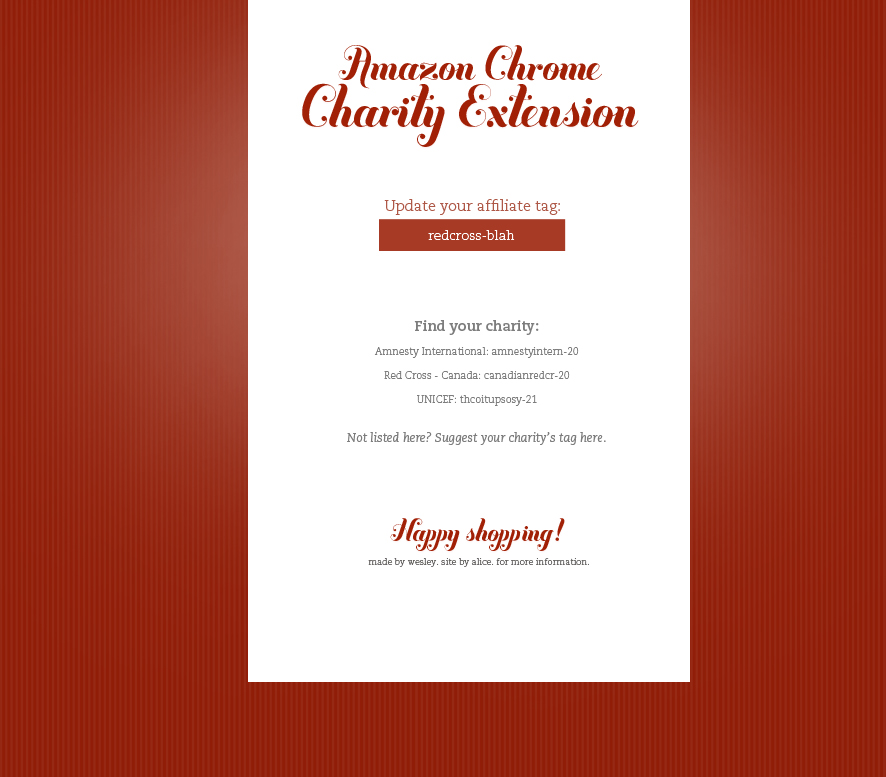 Amazon Chrome
Charity Extension
Update your affiliate tag:
redcross-blah
Find your charity:
Amnesty International: amnestyintern-20
Red Cross - Canada: canadianredcr-20
UNICEF: thcoitupsosy-21
Not listed here? Suggest your charity's tag here.
Happy shopping!
made by wesley. site by alice. for more information.